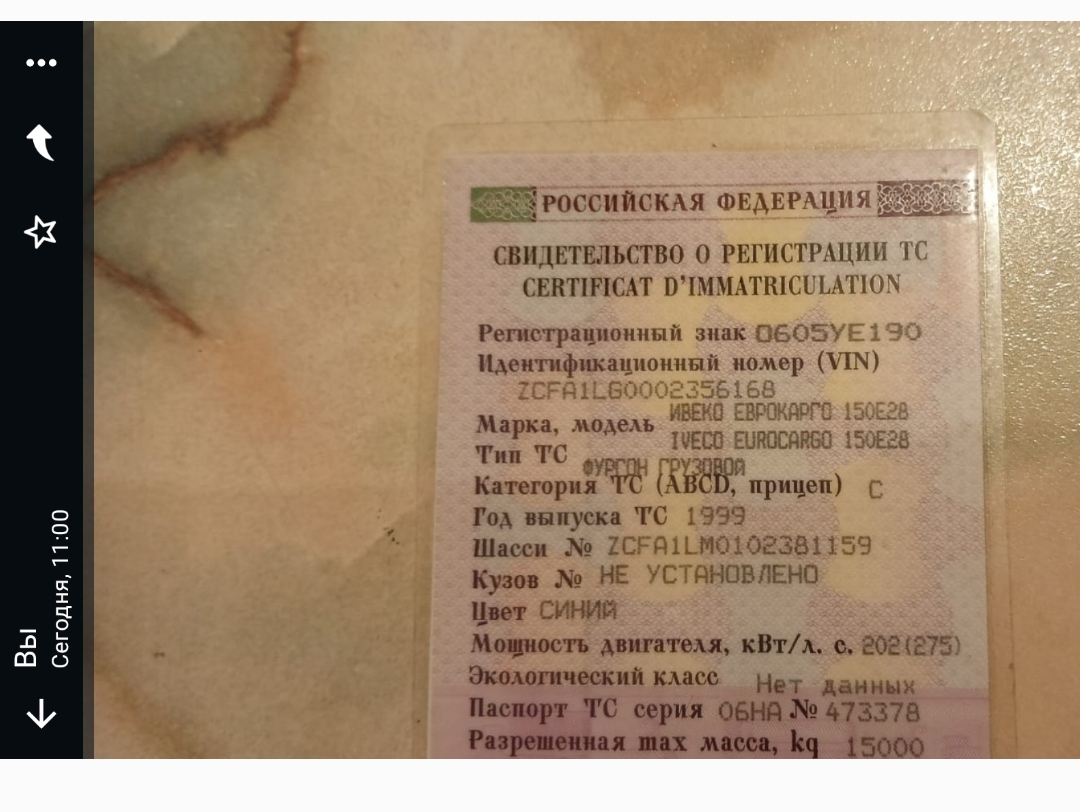 Вы
Сегодня, 11:00
РОССИЙСКАЯ ФЕДЕРАЦИЯ
СВИДЕТЕЛЬСТВО О РЕГИСТРАЦИИ ТС
CERTIFICAT D'IMMATRICULATION
Регистрационный знак О605УЕ190
Идентификационный номер (VIN)
ZCFA1LG0002356168
Марка, модель ИВЕКО ЕВРОКАРГО 150E28
IVECO EUROCARGO 150E28
Тип ТС ФУРГОН ГРУЗОВОЙ
Категория ТС (ABCD, прицеп) C
Год выпуска ТС 1999
Шасси № ZCFA1LM0102381159
Кузов № НЕ УСТАНОВЛЕНО
Цвет СИНИЙ
Мощность двигателя, кВт/л. с. 202(275)
Экологический класс Нет данных
Паспорт ТС серия 06НА № 473378
Разрешенная max масса, kg 15000